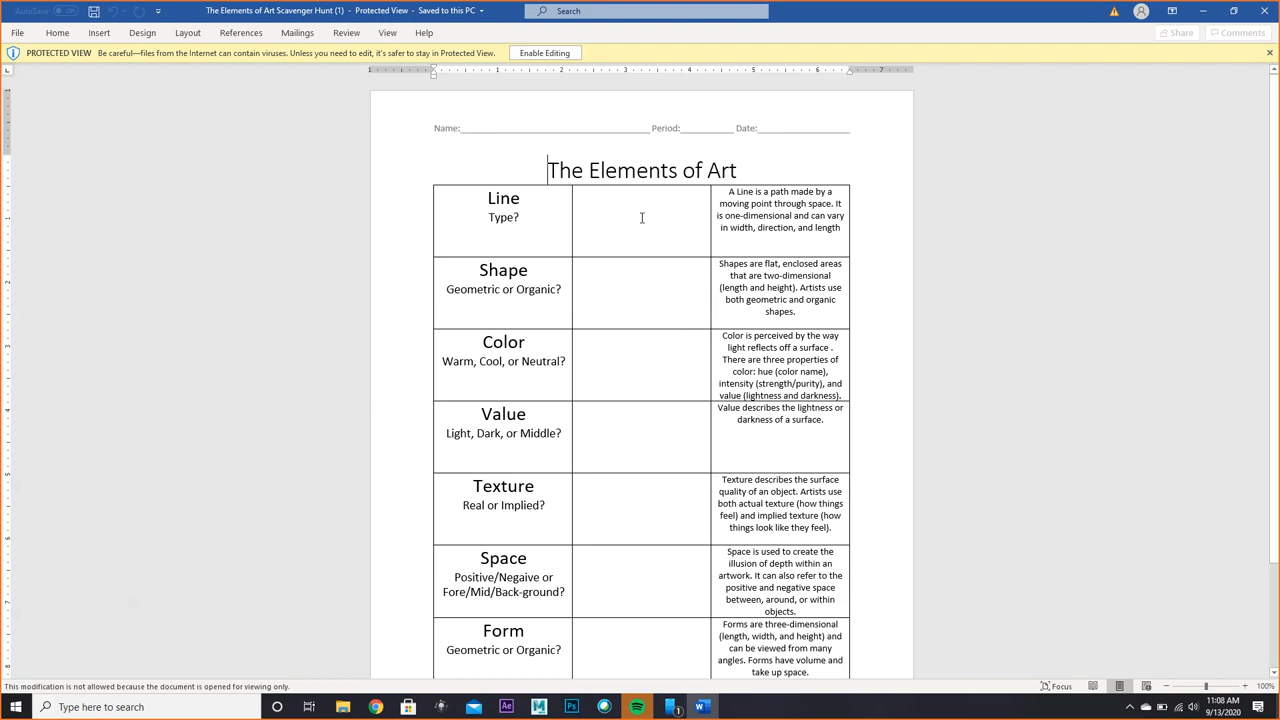 AutoSave Off
The Elements of Art Scavenger Hunt (1) - Protected View - Saved to this PC
Search
File Home Insert Design Layout References Mailings Review View Help
Share Comments
PROTECTED VIEW Be careful—files from the Internet can contain viruses. Unless you need to edit, it's safer to stay in Protected View. Enable Editing
1 1 2 3 4 5 6 7
Name: Period: Date:
The Elements of Art
Line
Type?
A Line is a path made by a
moving point through space. It
is one-dimensional and can vary
in width, direction, and length
Shape
Geometric or Organic?
Shapes are flat, enclosed areas
that are two-dimensional
(length and height). Artists use
both geometric and organic
shapes.
Color
Warm, Cool, or Neutral?
Color is perceived by the way
light reflects off a surface .
There are three properties of
color: hue (color name),
intensity (strength/purity), and
value (lightness and darkness).
Value
Light, Dark, or Middle?
Value describes the lightness or
darkness of a surface.
Texture
Real or Implied?
Texture describes the surface
quality of an object. Artists use
both actual texture (how things
feel) and implied texture (how
things look like they feel).
Space
Positive/Negaive or
Fore/Mid/Back-ground?
Space is used to create the
illusion of depth within an
artwork. It can also refer to the
positive and negative space
between, around, or within
objects.
Form
Geometric or Organic?
Forms are three-dimensional
(length, width, and height) and
can be viewed from many
angles. Forms have volume and
take up space.
This modification is not allowed because the document is opened for viewing only.
Focus
100%
Type here to search
11:08 AM
9/13/2020